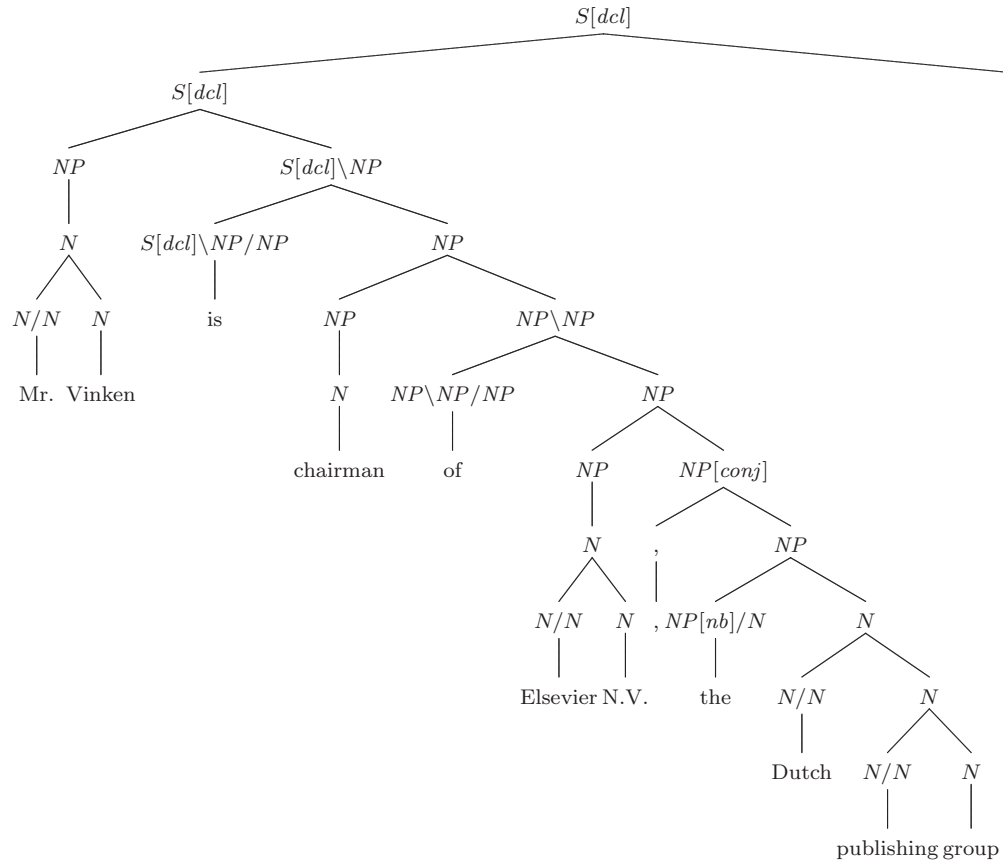 S[dcl]
S[dcl]
NP S[dcl]\NP
N S[dcl]\NP/NP NP
N/N N is NP NP\NP
Mr. Vinken N NP\NP/NP NP
chairman of NP NP[conj]
N , NP
N/N N , NP[nb]/N N
Elsevier N.V. the N/N N
Dutch N/N N
publishing group